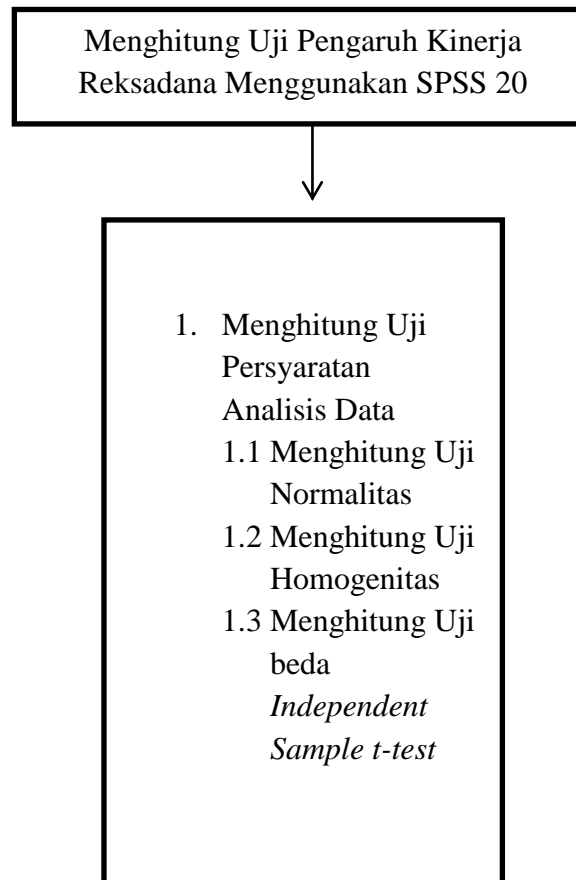 Menghitung Uji Pengaruh Kinerja
Reksadana Menggunakan SPSS 20
1. Menghitung Uji
Persyaratan
Analisis Data
1.1 Menghitung Uji
Normalitas
1.2 Menghitung Uji
Homogenitas
1.3 Menghitung Uji
beda
Independent
Sample t-test